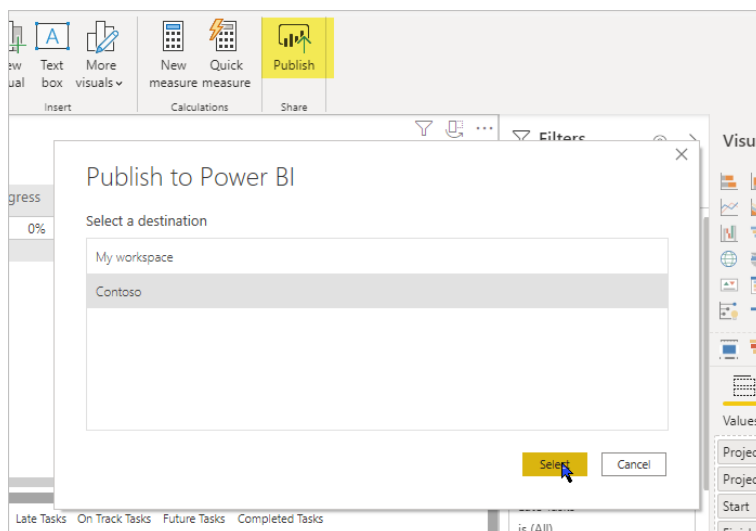 Text
More
New
Quick
Publish
box
visuals
measure
measure
Insert
Calculations
Share
Filters
Publish to Power BI
Select a destination
0%
My workspace
Contoso
Select
Cancel
Start
Late Tasks
On Track Tasks
Future Tasks
Completed Tasks
is (All)